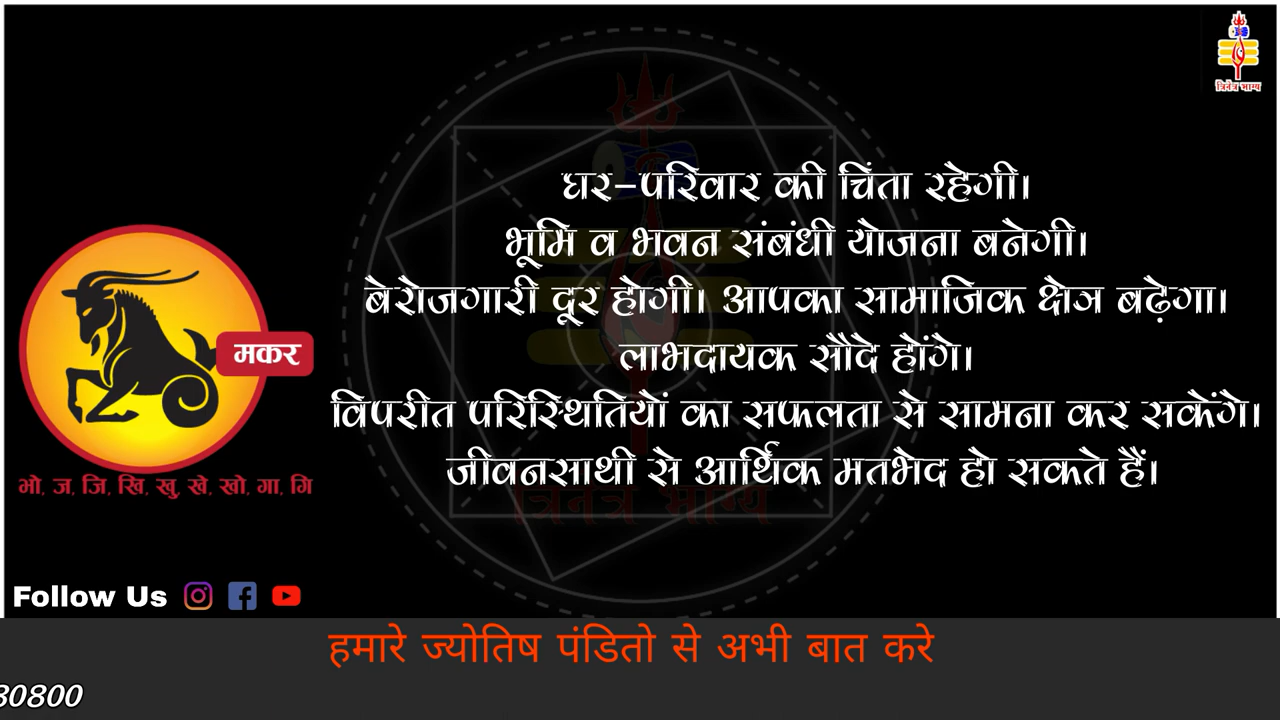 त्रिनेत्र भाग्य
घर-परिवार की चिंता रहेगी।
भूमि व भवन संबंधी योजना बनेगी।
बेरोजगारी दूर होगी। आपका सामाजिक क्षेत्र बढ़ेगा।
लाभदायक सौदे होंगे।
विपरीत परिस्थितियों का सफलता से सामना कर सकेंगे।
जीवनसाथी से आर्थिक मतभेद हो सकते हैं।
मकर
भो, ज, जि, खि, खु, खे, खो, गा, गि
त्रिनेत्र भाग्य
Follow Us
हमारे ज्योतिष पंडितो से अभी बात करे
30800